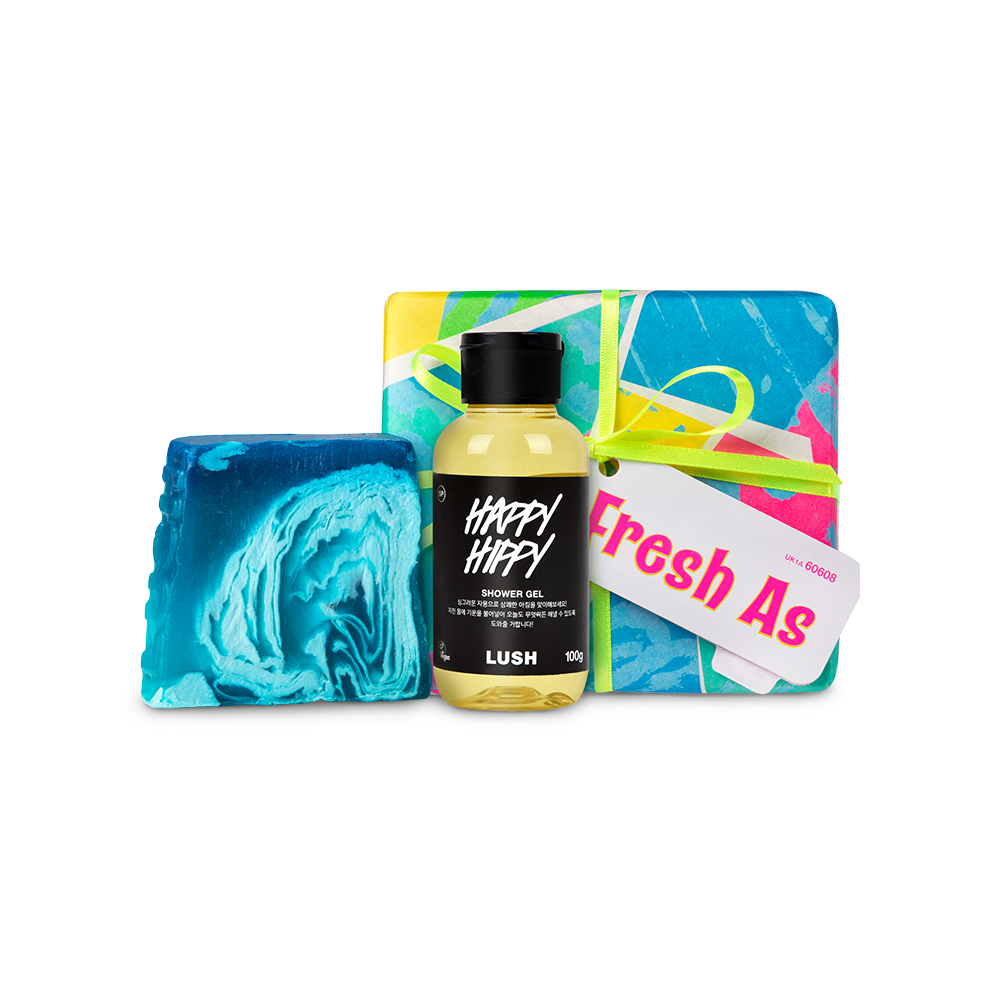 HAPPY
HIPPY
SHOWER GEL
싱그러운 자몽으로 상쾌한 아침을 맞이해보세요!
지친 몸에 기운을 불어넣어 오늘도 무엇이든 해낼 수 있도록
도와줄 거랍니다!
LUSH
100g
Fresh As
UK1A 60608